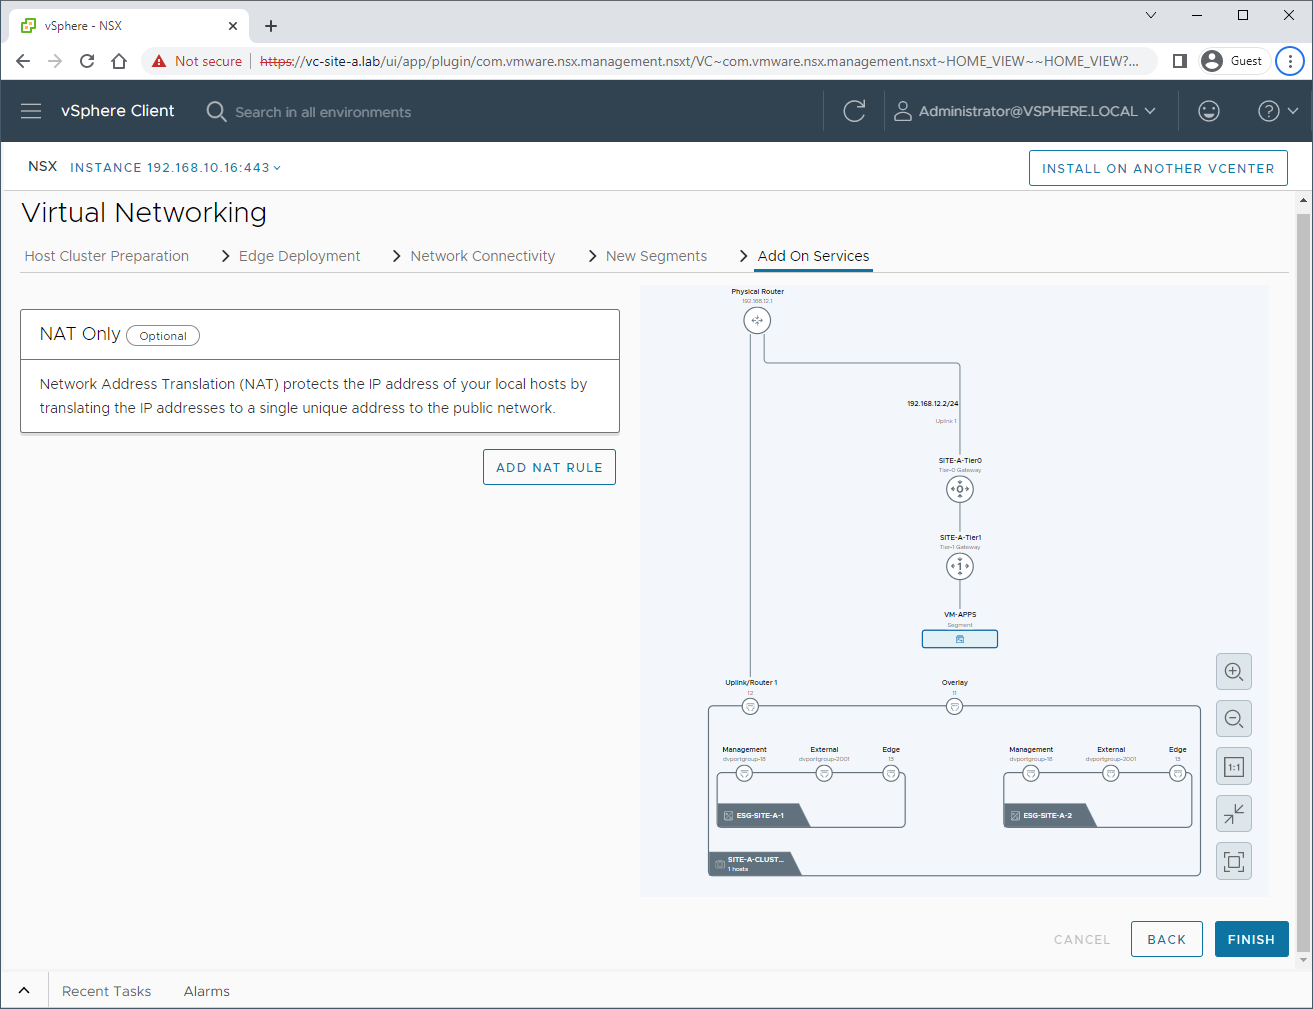 vSphere - NSX
Not secure https://vc-site-a.lab/ui/app/plugin/com.vmware.nsx.management.nsxt/VC~com.vmware.nsx.management.nsxt~HOME_VIEW~~HOME_VIEW?... Guest
vSphere Client Search in all environments Administrator@VSPHERE.LOCAL
NSX INSTANCE 192.168.10.16:443 INSTALL ON ANOTHER VCENTER
Virtual Networking
Host Cluster Preparation Edge Deployment Network Connectivity New Segments Add On Services
NAT Only Optional
Network Address Translation (NAT) protects the IP address of your local hosts by
translating the IP addresses to a single unique address to the public network.
ADD NAT RULE
Physical Router
192.168.12.1
192.168.12.2/24
Uplink 1
SITE-A-Tier0
Tier-0 Gateway
0
SITE-A-Tier1
Tier-1 Gateway
1
VM-APPS
Segment
Uplink/Router 1 Overlay
12 11
Management External Edge Management External Edge
dvportgroup-18 dvportgroup-2001 13 dvportgroup-18 dvportgroup-2001 13
ESG-SITE-A-1 ESG-SITE-A-2
SITE-A-CLUST...
1 hosts
1:1
CANCEL BACK FINISH
Recent Tasks Alarms